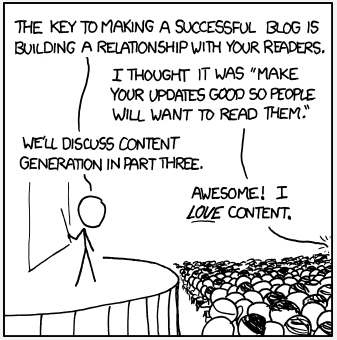 THE KEY TO MAKING A SUCCESSFUL BLOG IS
BUILDING A RELATIONSHIP WITH YOUR READERS.
I THOUGHT IT WAS "MAKE
YOUR UPDATES GOOD SO PEOPLE
WILL WANT TO READ THEM."
WE'LL DISCUSS CONTENT
GENERATION IN PART THREE.
AWESOME! I
LOVE CONTENT.